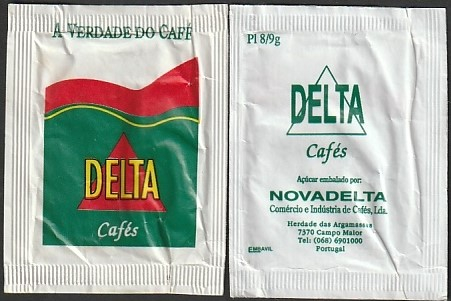 A VERDADE DO CAFÉ
DELTA
Cafés
Pl 8/9g
DELTA
Cafés
Açúcar embalado por:
NOVADELTA
Comércio e Indústria de Cafés, Lda.
Herdade das Argamassas
7370 Campo Maior
Tel: (068) 6901000
Portugal
EMBAVIL